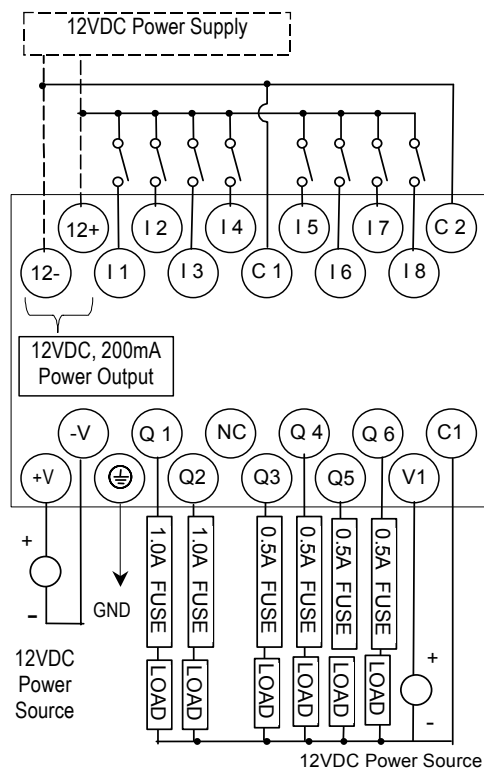 12VDC Power Supply
12+
I 2
I 4
I 5
I 7
C 2
12-
I 1
I 3
C 1
I 6
I 8
12VDC, 200mA
Power Output
-V
Q 1
NC
Q 4
Q 6
C1
+V
Q2
Q3
Q5
V1
1.0A FUSE
1.0A FUSE
0.5A FUSE
0.5A FUSE
0.5A FUSE
0.5A FUSE
+
-
GND
12VDC
Power
Source
LOAD
LOAD
LOAD
LOAD
LOAD
LOAD
+
-
12VDC Power Source